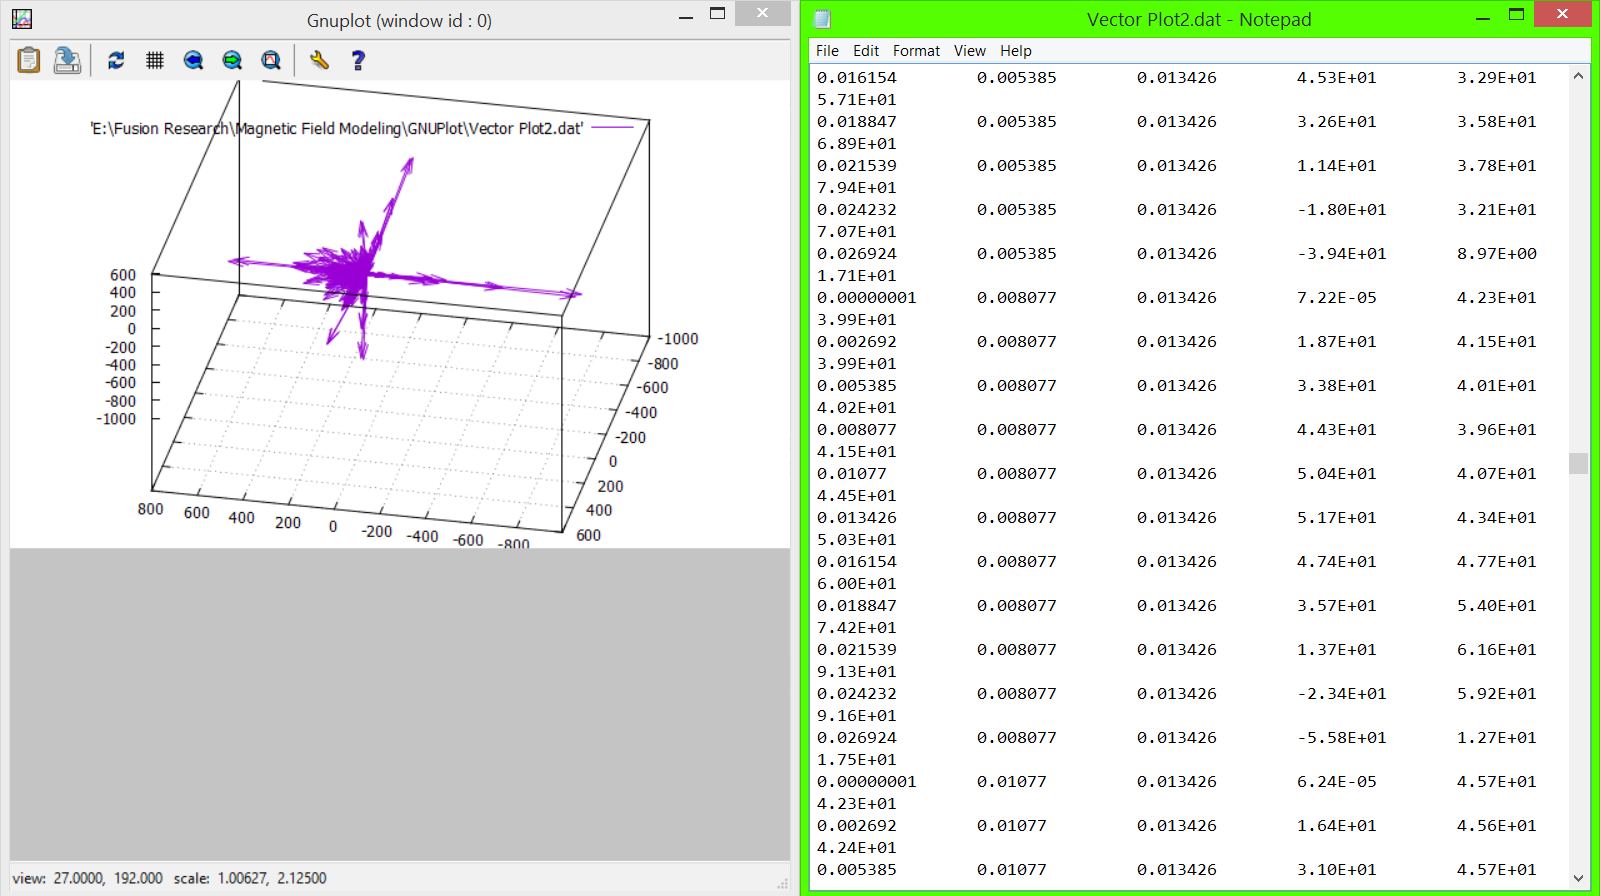 Gnuplot (window id : 0)
'E:\Fusion Research\Magnetic Field Modeling\GNUPlot\Vector Plot2.dat'
600
400
200
0
-200
-400
-600
-800
-1000
-1000
-800
-600
-400
-200
0
200
400
600
800 600 400 200 0 -200 -400 -600 -800
view: 27.0000, 192.000 scale: 1.00627, 2.12500
Vector Plot2.dat - Notepad
File Edit Format View Help
0.016154 0.005385 0.013426 4.53E+01 3.29E+01
5.71E+01
0.018847 0.005385 0.013426 3.26E+01 3.58E+01
6.89E+01
0.021539 0.005385 0.013426 1.14E+01 3.78E+01
7.94E+01
0.024232 0.005385 0.013426 -1.80E+01 3.21E+01
7.07E+01
0.026924 0.005385 0.013426 -3.94E+01 8.97E+00
1.71E+01
0.00000001 0.008077 0.013426 7.22E-05 4.23E+01
3.99E+01
0.002692 0.008077 0.013426 1.87E+01 4.15E+01
3.99E+01
0.005385 0.008077 0.013426 3.38E+01 4.01E+01
4.02E+01
0.008077 0.008077 0.013426 4.43E+01 3.96E+01
4.15E+01
0.01077 0.008077 0.013426 5.04E+01 4.07E+01
4.45E+01
0.013426 0.008077 0.013426 5.17E+01 4.34E+01
5.03E+01
0.016154 0.008077 0.013426 4.74E+01 4.77E+01
6.00E+01
0.018847 0.008077 0.013426 3.57E+01 5.40E+01
7.42E+01
0.021539 0.008077 0.013426 1.37E+01 6.16E+01
9.13E+01
0.024232 0.008077 0.013426 -2.34E+01 5.92E+01
9.16E+01
0.026924 0.008077 0.013426 -5.58E+01 1.27E+01
1.75E+01
0.00000001 0.01077 0.013426 6.24E-05 4.57E+01
4.23E+01
0.002692 0.01077 0.013426 1.64E+01 4.56E+01
4.24E+01
0.005385 0.01077 0.013426 3.10E+01 4.57E+01